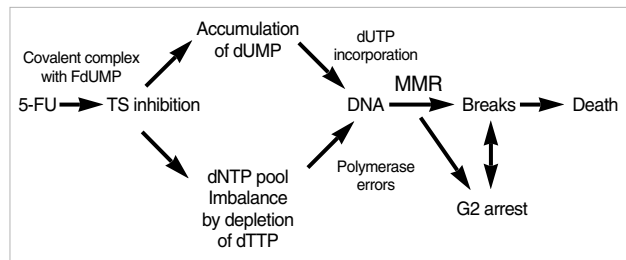 Accumulation
of dUMP
dUTP
incorporation
Covalent complex
with FdUMP
MMR
5-FU
TS inhibition
DNA
Breaks
Death
dNTP pool
Imbalance
by depletion
of dTTP
Polymerase
errors
G2 arrest